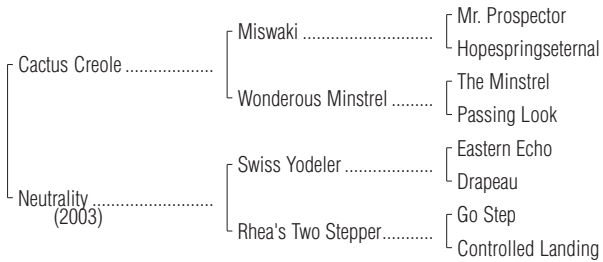 Mr. Prospector
Miswaki
Hopespringseternal
Cactus Creole
The Minstrel
Wonderous Minstrel
Passing Look
Eastern Echo
Swiss Yodeler
Drapeau
Neutrality
(2003)
Go Step
Rhea's Two Stepper
Controlled Landing